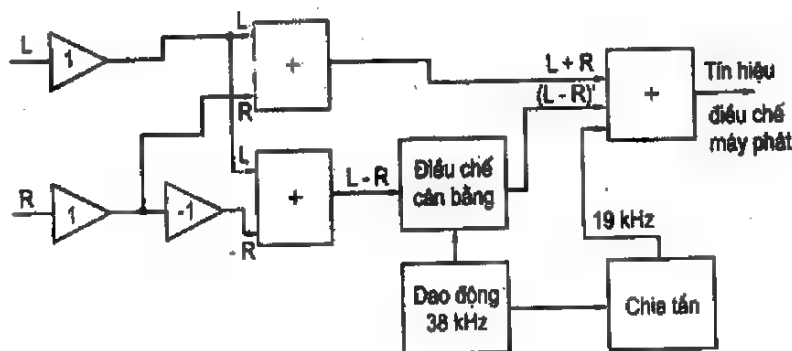 L
1
L
+
R
L + R
(L - R)'
+
Tín hiệu
điều chế
máy phát
R
1
-1
L
+
- R
L - R
Điều chế
cân bằng
19 kHz
Dao động
38 kHz
Chia tần